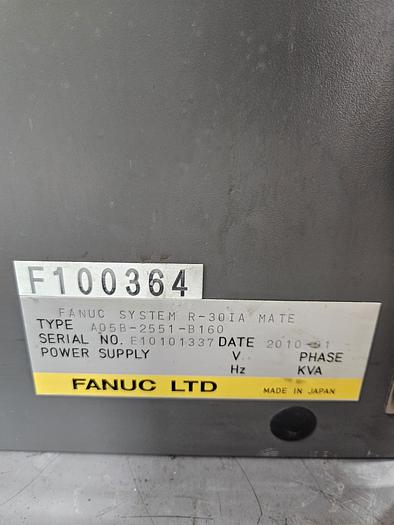 F100364
FANUC SYSTEM R-30IA MATE
TYPE A05B-2551-B160
SERIAL NO. E10101337 DATE 2010-01
POWER SUPPLY V PHASE
Hz KVA
FANUC LTD MADE IN JAPAN